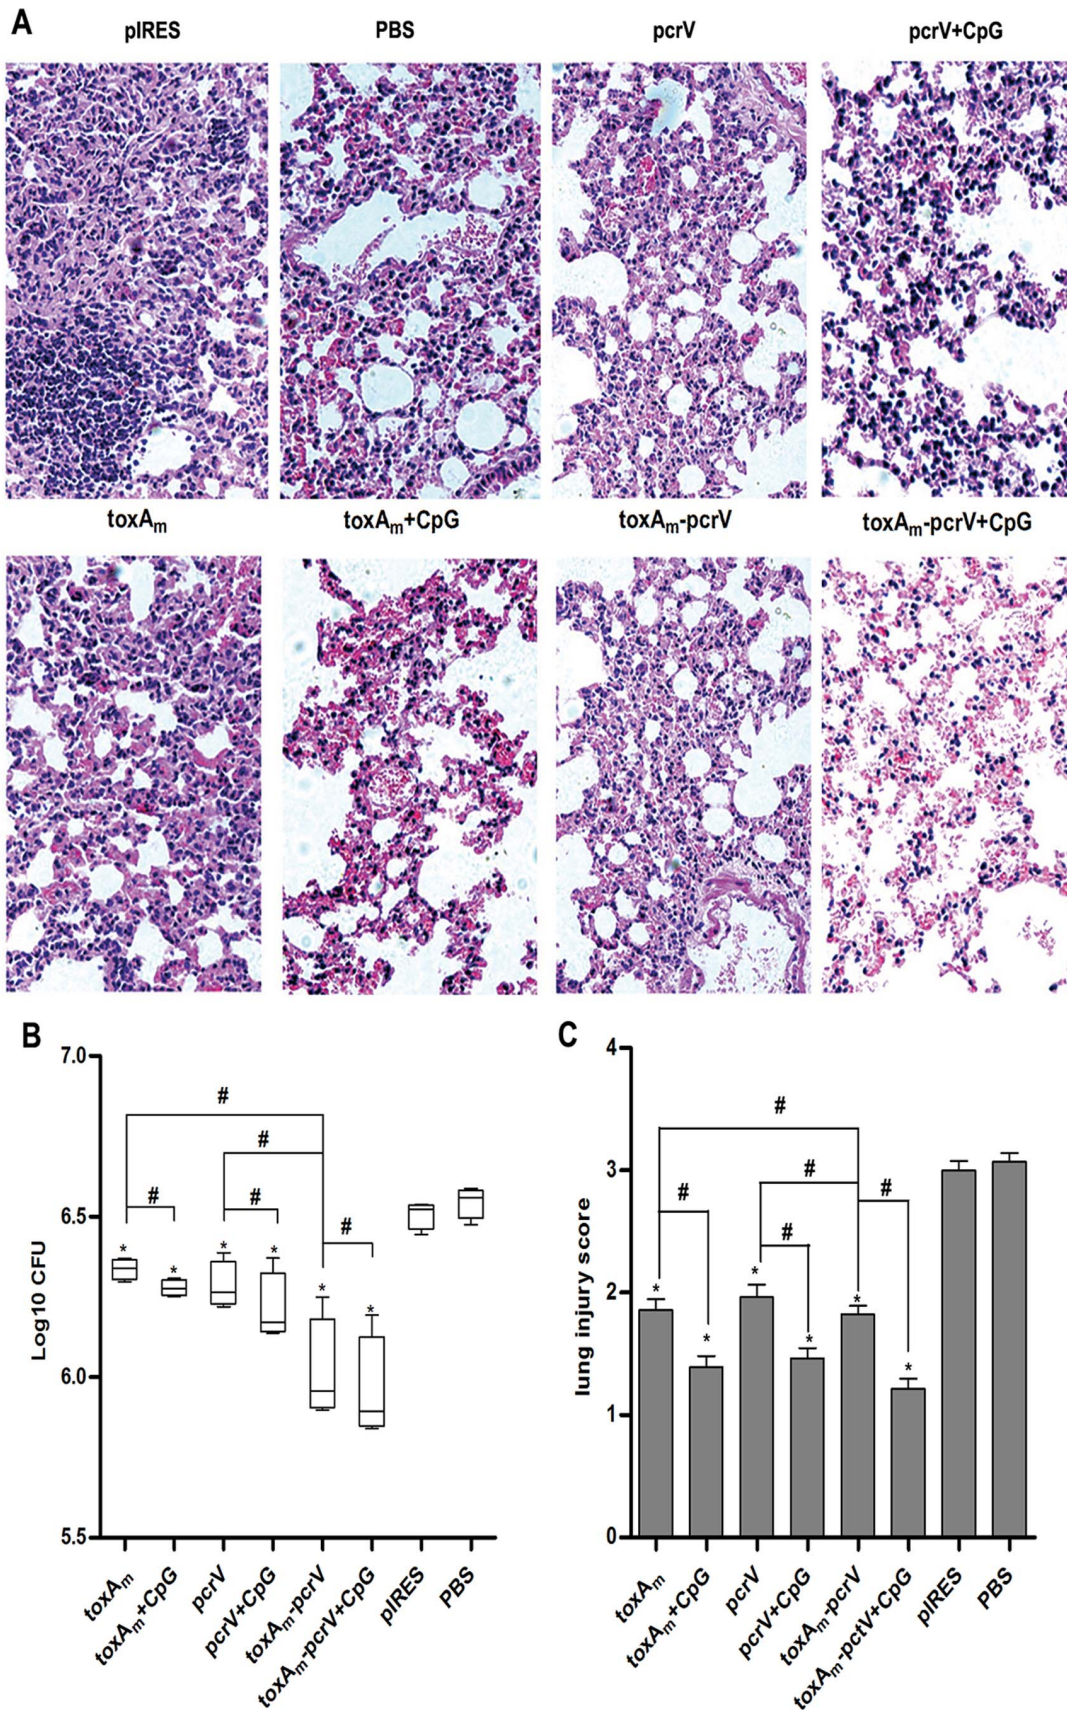 A
pIRES PBS pcrV pcrV+CpG
toxAm toxAm+CpG toxAm-pcrV toxAm-pcrV+CpG
B
7.0
6.5
6.0
5.5
Log10 CFU
# # # # #
* * * * * *
toxAm
toxAm+CpG
pcrV
pcrV+CpG
toxAm-pcrV
toxAm-pcrV+CpG
pIRES
PBS
C
4
3
2
1
0
lung injury score
# # # # #
* * * * * *
toxAm
toxAm+CpG
pcrV
pcrV+CpG
toxAm-pcrV
toxAm-pctV+CpG
pIRES
PBS